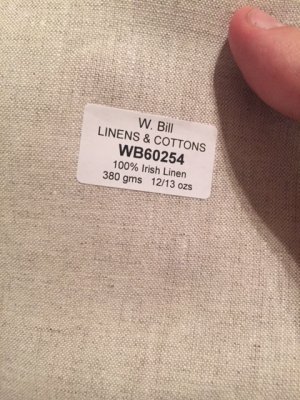 W. Bill
LINENS & COTTONS
WB60254
100% Irish Linen
380 gms 12/13 ozs